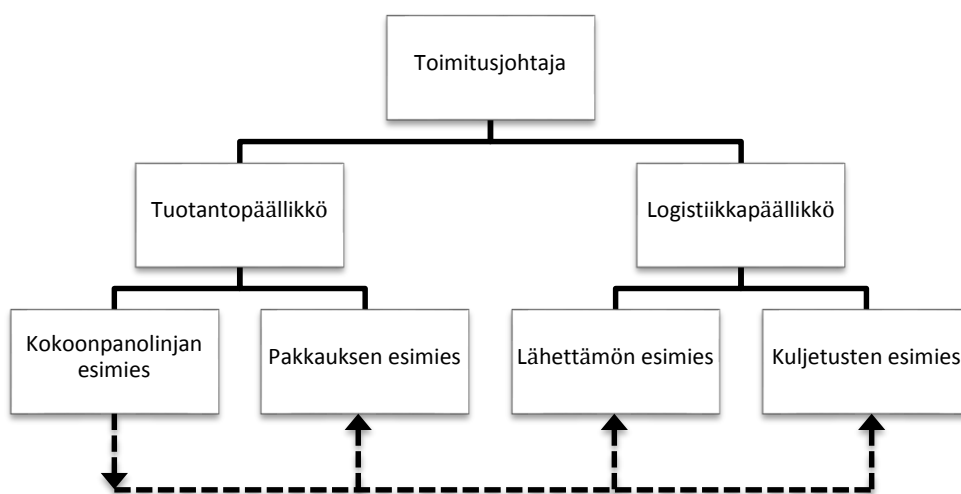 Toimitusjohtaja
Tuotantopäällikkö
Logistiikkapäällikkö
Kokoonpanolinjan
esimies
Pakkauksen esimies
Lähettämön esimies
Kuljetusten esimies